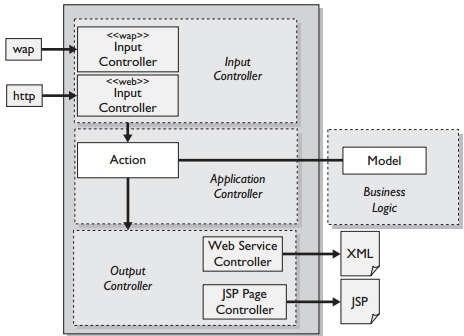 wap
<<wap>>
Input
Controller
http
<<web>>
Input
Controller
Input
Controller
Action
Application
Controller
Model
Business
Logic
Output
Controller
Web Service
Controller
XML
JSP Page
Controller
JSP